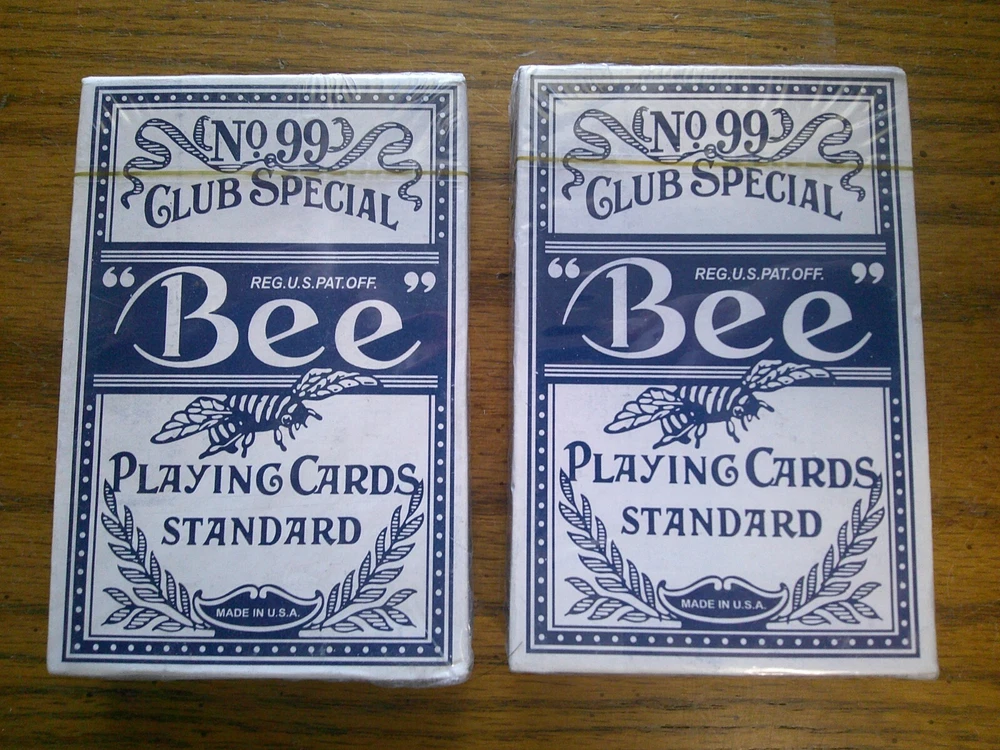 No 99
CLUB SPECIAL
REG.U.S.PAT.OFF.
“Bee”
PLAYING CARDS
STANDARD
MADE IN U.S.A.
No 99
CLUB SPECIAL
REG.U.S.PAT.OFF.
“Bee”
PLAYING CARDS
STANDARD
MADE IN U.S.A.